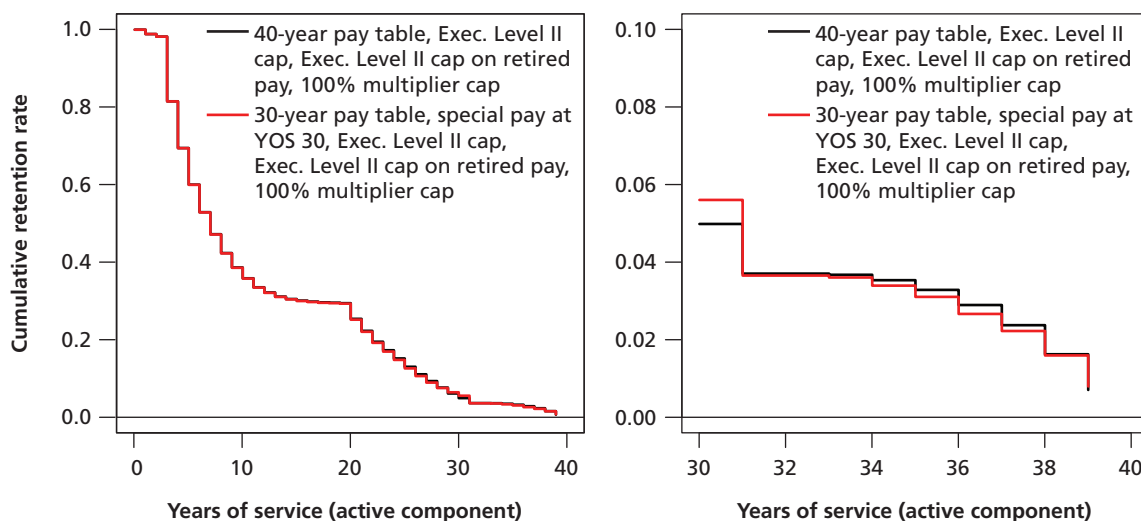 Cumulative retention rate
1.0
0.8
0.6
0.4
0.2
0.0
40-year pay table, Exec. Level II
cap, Exec. Level II cap on retired
pay, 100% multiplier cap
30-year pay table, special pay at
YOS 30, Exec. Level II cap,
Exec. Level II cap on retired pay,
100% multiplier cap
0 10 20 30 40
Years of service (active component)
0.10
0.08
0.06
0.04
0.02
0.00
40-year pay table, Exec. Level II
cap, Exec. Level II cap on retired
pay, 100% multiplier cap
30-year pay table, special pay at
YOS 30, Exec. Level II cap,
Exec. Level II cap on retired pay,
100% multiplier cap
30 32 34 36 38 40
Years of service (active component)